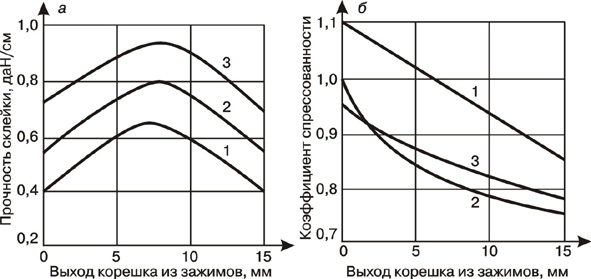 а
Прочность склейки, даН/см
1,0
0,8
0,6
0,4
0,2
3
2
1
0 5 10 15
Выход корешка из зажимов, мм
б
Коэффициент спрессованности
1,1
1,0
0,9
0,8
0,7
1
3
2
0 5 10 15
Выход корешка из зажимов, мм